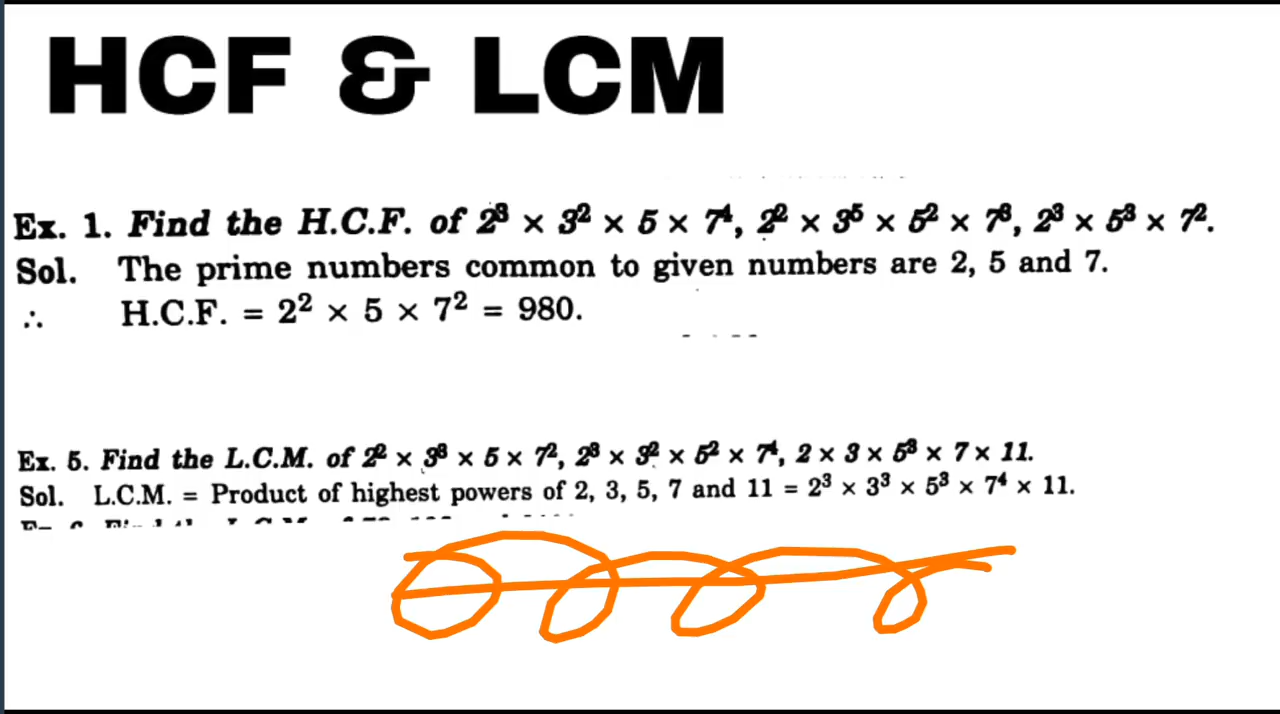 HCF & LCM
Ex. 1. Find the H.C.F. of 2³ × 3² × 5 × 7⁴, 2² × 3⁵ × 5² × 7³, 2³ × 5³ × 7².
Sol. The prime numbers common to given numbers are 2, 5 and 7.
∴ H.C.F. = 2² × 5 × 7² = 980.
Ex. 5. Find the L.C.M. of 2² × 3³ × 5 × 7², 2³ × 3² × 5² × 7⁴, 2 × 3 × 5³ × 7 × 11.
Sol. L.C.M. = Product of highest powers of 2, 3, 5, 7 and 11 = 2³ × 3³ × 5³ × 7⁴ × 11.